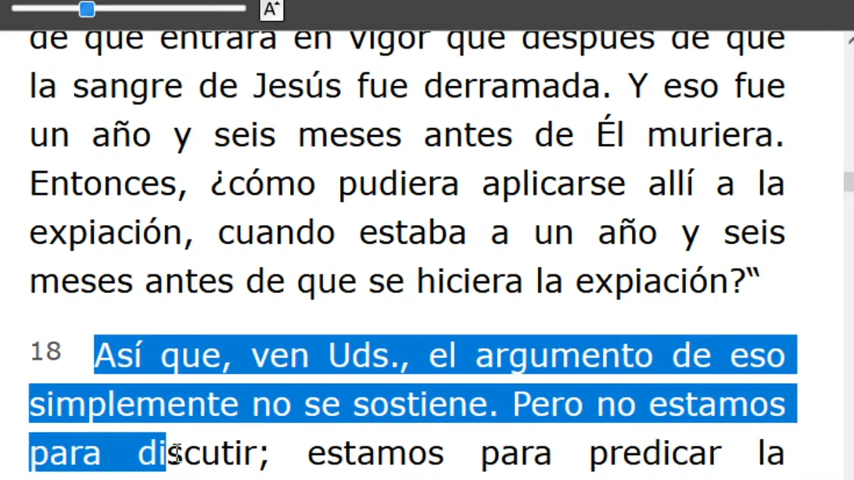 A
de que entrara en vigor que después de que
la sangre de Jesús fue derramada. Y eso fue
un año y seis meses antes de Él muriera.
Entonces, ¿cómo pudiera aplicarse allí a la
expiación, cuando estaba a un año y seis
meses antes de que se hiciera la expiación?“
18 Así que, ven Uds., el argumento de eso
simplemente no se sostiene. Pero no estamos
para discutir; estamos para predicar la